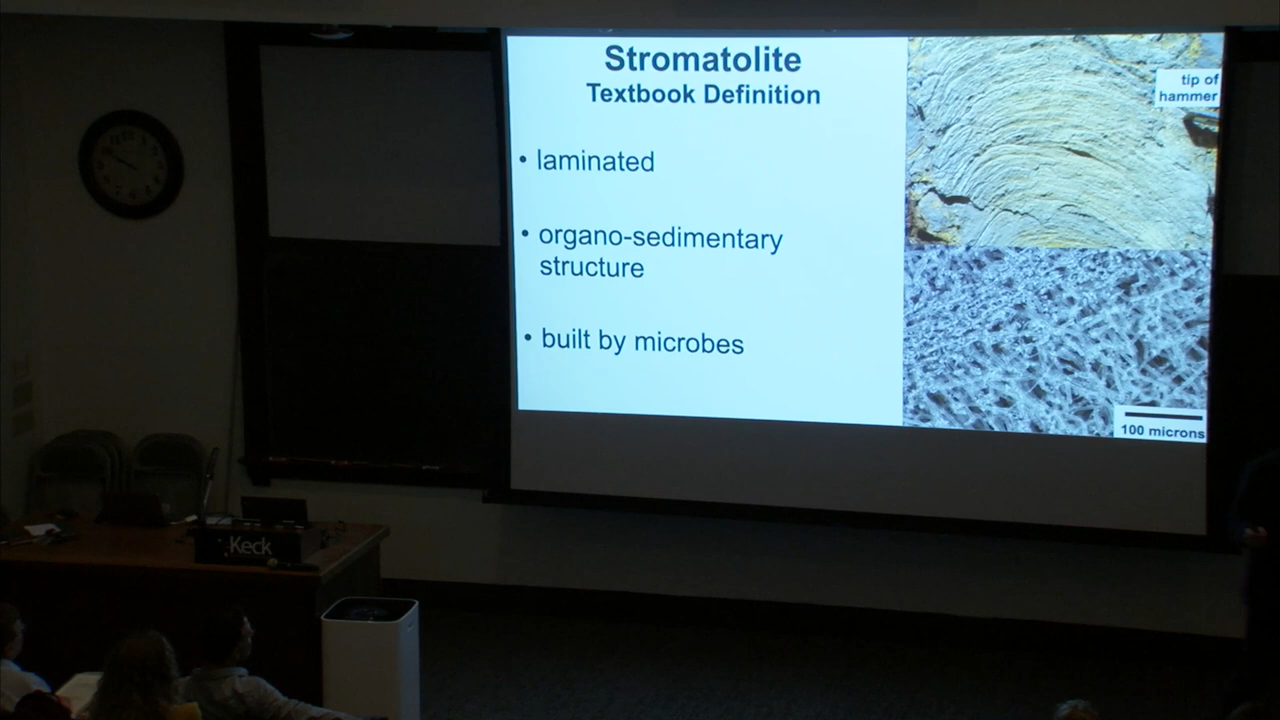 Stromatolite
Textbook Definition
• laminated
• organo-sedimentary
structure
• built by microbes
tip of
hammer
100 microns
Keck